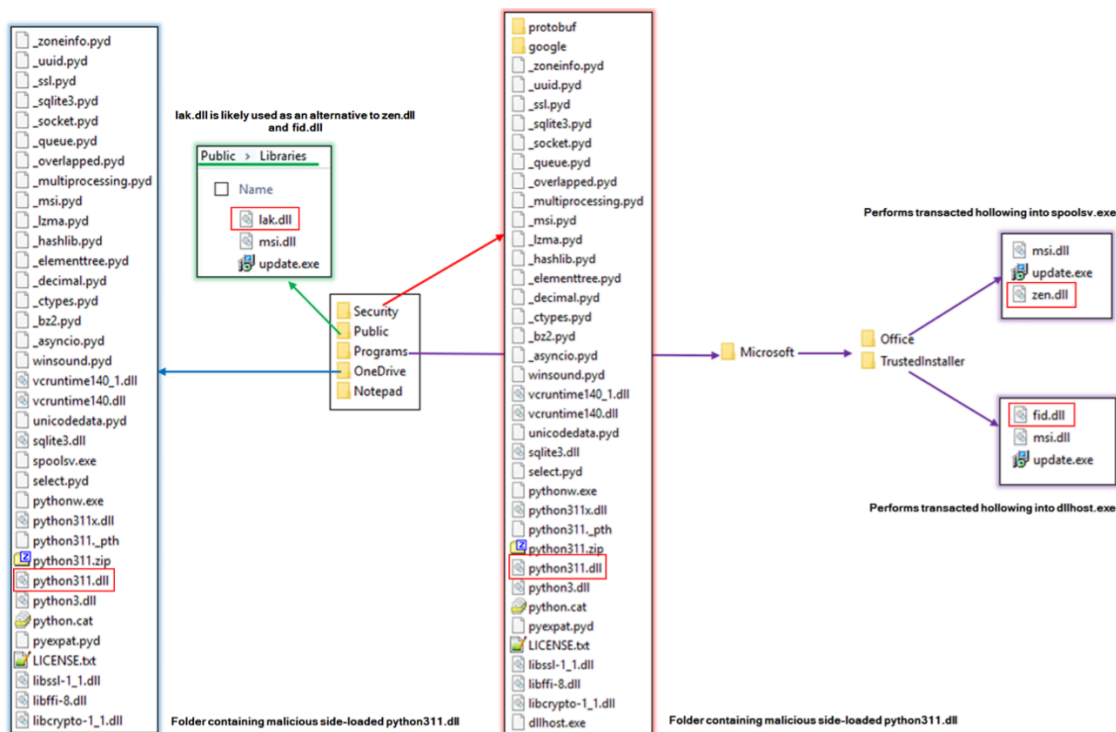 _zoneinfo.pyd
_uuid.pyd
_ssl.pyd
_sqlite3.pyd
_socket.pyd
_queue.pyd
_overlapped.pyd
_multiprocessing.pyd
_msi.pyd
_lzma.pyd
_hashlib.pyd
_elementtree.pyd
_decimal.pyd
_ctypes.pyd
_bz2.pyd
_asyncio.pyd
winsound.pyd
vcruntime140_1.dll
vcruntime140.dll
unicodedata.pyd
sqlite3.dll
spoolsv.exe
select.pyd
pythonw.exe
python311x.dll
python311._pth
python311.zip
python311.dll
python3.dll
python.cat
pyexpat.pyd
LICENSE.txt
libssl-1_1.dll
libffi-8.dll
libcrypto-1_1.dll
Folder containing malicious side-loaded python311.dll
lak.dll is likely used as an alternative to zen.dll
and fid.dll
Public > Libraries
Name
lak.dll
msi.dll
update.exe
Security
Public
Programs
OneDrive
Notepad
protobuf
google
_zoneinfo.pyd
_uuid.pyd
_ssl.pyd
_sqlite3.pyd
_socket.pyd
_queue.pyd
_overlapped.pyd
_multiprocessing.pyd
_msi.pyd
_lzma.pyd
_hashlib.pyd
_elementtree.pyd
_decimal.pyd
_ctypes.pyd
_bz2.pyd
_asyncio.pyd
winsound.pyd
vcruntime140_1.dll
vcruntime140.dll
unicodedata.pyd
sqlite3.dll
select.pyd
pythonw.exe
python311x.dll
python311._pth
python311.zip
python311.dll
python3.dll
python.cat
pyexpat.pyd
LICENSE.txt
libssl-1_1.dll
libffi-8.dll
libcrypto-1_1.dll
dllhost.exe
Folder containing malicious side-loaded python311.dll
Microsoft
Office
TrustedInstaller
Performs transacted hollowing into spoolsv.exe
msi.dll
update.exe
zen.dll
fid.dll
msi.dll
update.exe
Performs transacted hollowing into dllhost.exe